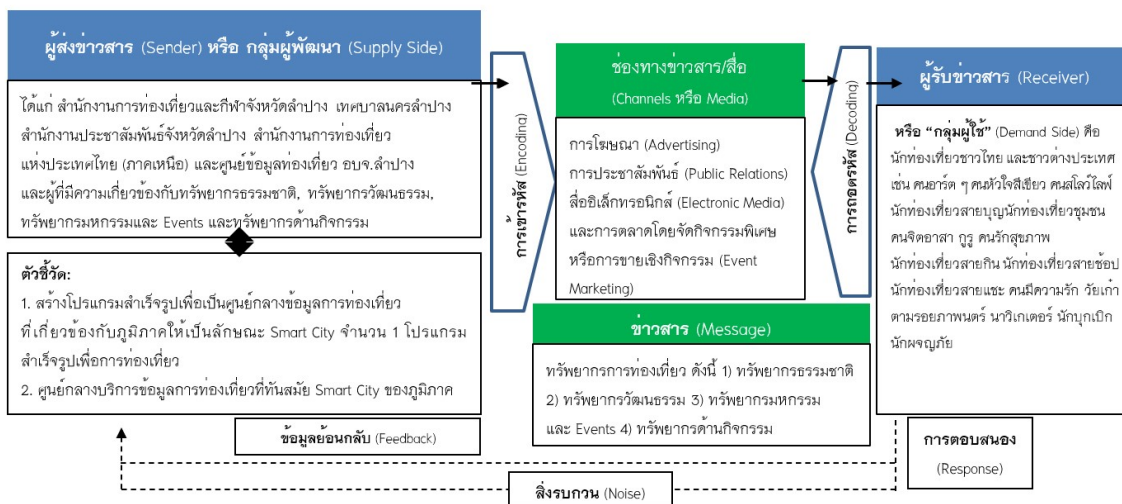 ผู้ส่งข่าวสาร (Sender) หรือ กลุ่มผู้พัฒนา (Supply Side)
ได้แก่ สำนักงานการท่องเที่ยวและกีฬาจังหวัดลำปาง เทศบาลนครลำปาง
สำนักงานประชาสัมพันธ์จังหวัดลำปาง สำนักงานการท่องเที่ยว
แห่งประเทศไทย (ภาคเหนือ) และศูนย์ข้อมูลท่องเที่ยว อบจ.ลำปาง
และผู้ที่มีความเกี่ยวข้องกับทรัพยากรธรรมชาติ, ทรัพยากรวัฒนธรรม,
ทรัพยากรมหกรรมและ Events และทรัพยากรด้านกิจกรรม
ตัวชี้วัด:
1. สร้างโปรแกรมสำเร็จรูปเพื่อเป็นศูนย์กลางข้อมูลการท่องเที่ยว
ที่เกี่ยวข้องกับภูมิภาคให้เป็นลักษณะ Smart City จำนวน 1 โปรแกรม
สำเร็จรูปเพื่อการท่องเที่ยว
2. ศูนย์กลางบริการข้อมูลการท่องเที่ยวที่ทันสมัย Smart City ของภูมิภาค
การเข้ารหัส (Encoding)
ช่องทางข่าวสาร/สื่อ
(Channels หรือ Media)
การโฆษณา (Advertising)
การประชาสัมพันธ์ (Public Relations)
สื่ออิเล็กทรอนิกส์ (Electronic Media)
และการตลาดโดยจัดกิจกรรมพิเศษ
หรือการขายเชิงกิจกรรม (Event
Marketing)
ข่าวสาร (Message)
ทรัพยากรการท่องเที่ยว ดังนี้ 1) ทรัพยากรธรรมชาติ
2) ทรัพยากรวัฒนธรรม 3) ทรัพยากรมหกรรม
และ Events 4) ทรัพยากรด้านกิจกรรม
การถอดรหัส (Decoding)
ผู้รับข่าวสาร (Receiver)
หรือ “กลุ่มผู้ใช้” (Demand Side) คือ
นักท่องเที่ยวชาวไทย และชาวต่างประเทศ
เช่น คนอาร์ต ๆ คนหัวใจสีเขียว คนสโลว์ไลฟ์
นักท่องเที่ยวสายบุญนักท่องเที่ยวชุมชน
คนจิตอาสา กูรู คนรักสุขภาพ
นักท่องเที่ยวสายกิน นักท่องเที่ยวสายช้อป
นักท่องเที่ยวสายแชะ คนมีความรัก วัยเก๋า
ตามรอยภาพนตร์ นาวิเกเตอร์ นักบุกเบิก
นักผจญภัย
ข้อมูลย้อนกลับ (Feedback)
การตอบสนอง
(Response)
สิ่งรบกวน (Noise)